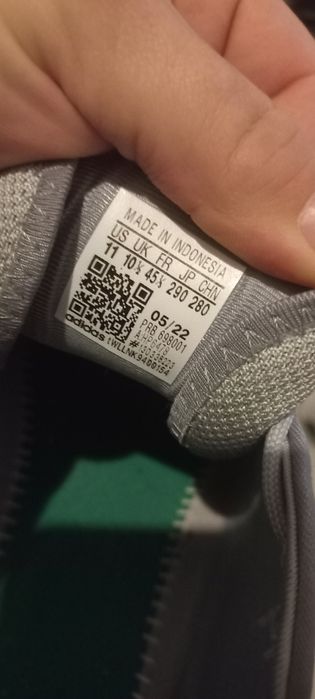 MADE IN INDONESIA
US UK FR JP CHN
11 10½ 45⅓ 290 280
05/22
PRB 698001
adidas